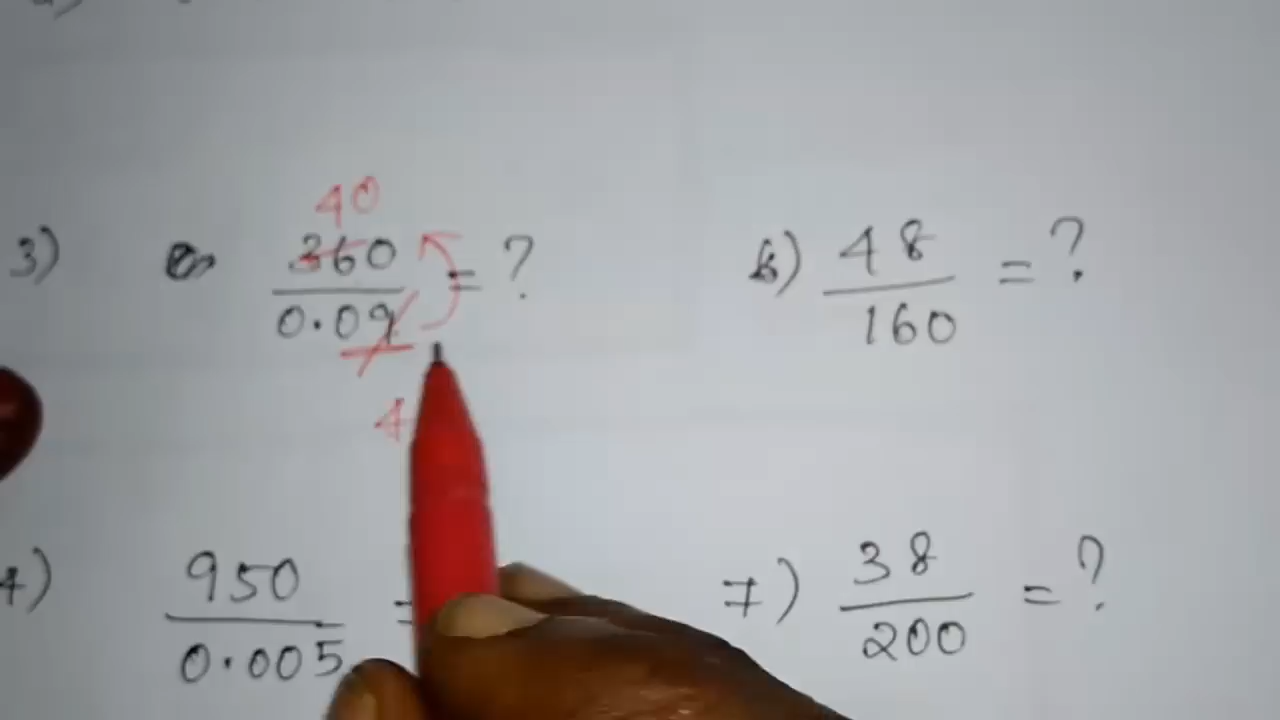 40
3) 360 / 0.09 = ?
4
6) 48 / 160 = ?
4) 950 / 0.005 =
7) 38 / 200 = ?